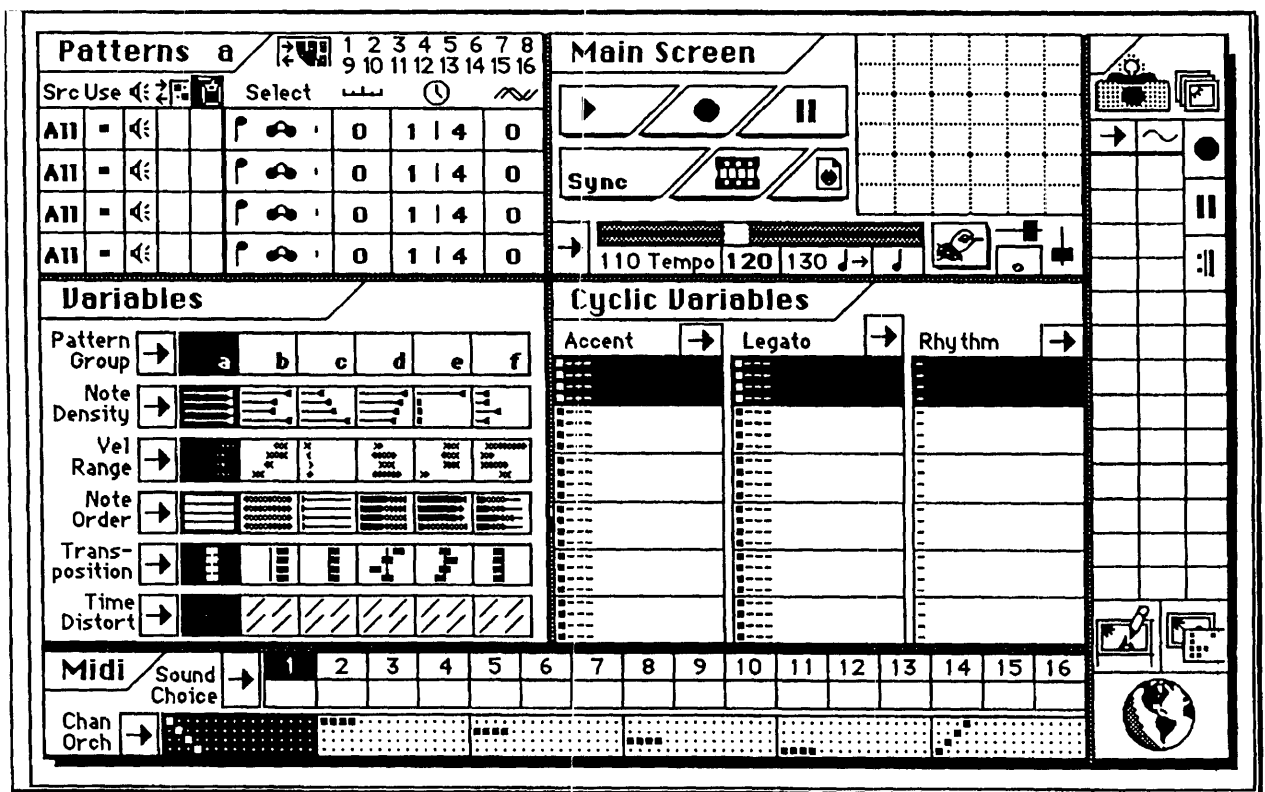 Patterns a
1 2 3 4 5 6 7 8
9 10 11 12 13 14 15 16
Src Use Select
All 0 1 | 4 0
All 0 1 | 4 0
All 0 1 | 4 0
All 0 1 | 4 0
Main Screen
Sync
110 Tempo 120 130
Variables
Pattern Group a b c d e f
Note Density
Vel Range
Note Order
Trans-
position
Time Distort
Cyclic Variables
Accent Legato Rhythm
Midi
Sound Choice
1 2 3 4 5 6 7 8 9 10 11 12 13 14 15 16
Chan Orch